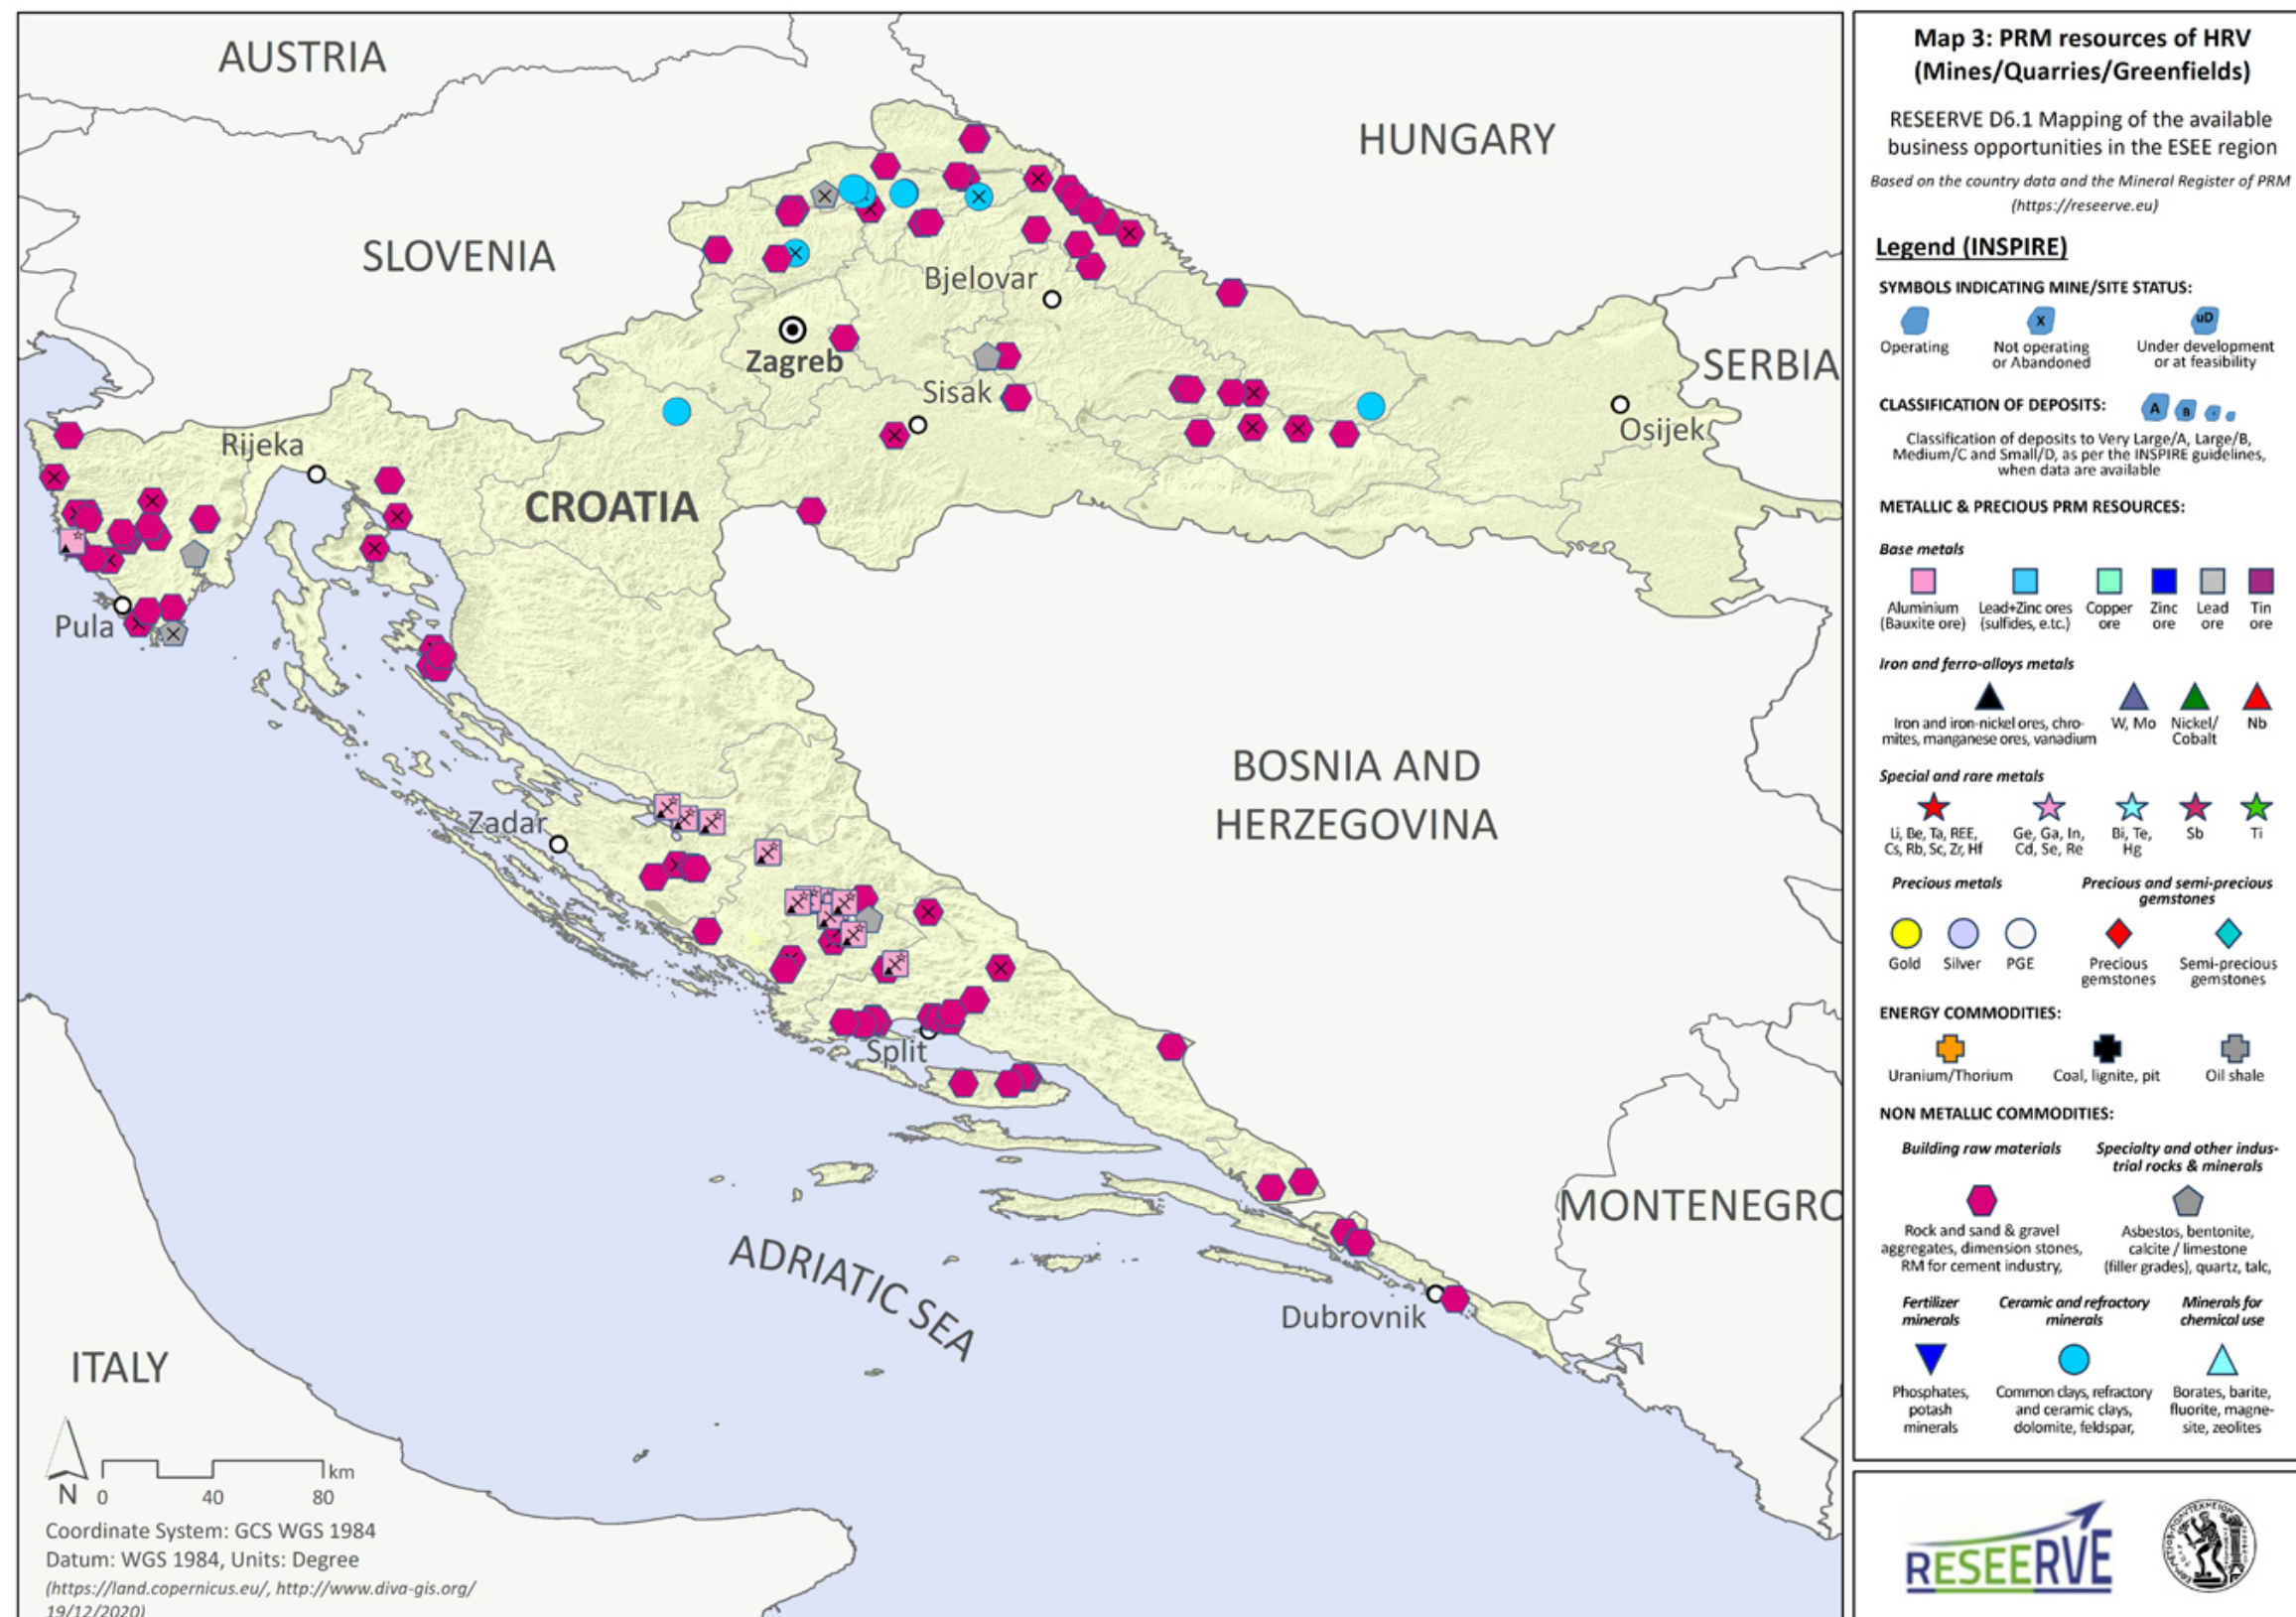 AUSTRIA
HUNGARY
SLOVENIA
Bjelovar
Zagreb
SERBIA
Sisak
Osijek
Rijeka
CROATIA
Pula
BOSNIA AND
HERZEGOVINA
Zadar
Split
MONTENEGRO
ADRIATIC SEA
Dubrovnik
ITALY
N
0 40 80
km
Coordinate System: GCS WGS 1984
Datum: WGS 1984, Units: Degree
(https://land.copernicus.eu/, http://www.diva-gis.org/
19/12/2020)
Map 3: PRM resources of HRV
(Mines/Quarries/Greenfields)
RESEERVE D6.1 Mapping of the available
business opportunities in the ESEE region
Based on the country data and the Mineral Register of PRM
(https://reseerve.eu)
Legend (INSPIRE)
SYMBOLS INDICATING MINE/SITE STATUS:
X
uD
Operating
Not operating
or Abandoned
Under development
or at feasibility
CLASSIFICATION OF DEPOSITS:
A B
Classification of deposits to Very Large/A, Large/B,
Medium/C and Small/D, as per the INSPIRE guidelines,
when data are available
METALLIC & PRECIOUS PRM RESOURCES:
Base metals
Aluminium
(Bauxite ore)
Lead+Zinc ores
(sulfides, e.tc.)
Copper
ore
Zinc
ore
Lead
ore
Tin
ore
Iron and ferro-alloys metals
Iron and iron-nickel ores, chro-
mites, manganese ores, vanadium
W, Mo
Nickel/
Cobalt
Nb
Special and rare metals
Li, Be, Ta, REE,
Cs, Rb, Sc, Zr, Hf
Ge, Ga, In,
Cd, Se, Re
Bi, Te,
Hg
Sb
Ti
Precious metals
Precious and semi-precious
gemstones
Gold
Silver
PGE
Precious
gemstones
Semi-precious
gemstones
ENERGY COMMODITIES:
Uranium/Thorium
Coal, lignite, pit
Oil shale
NON METALLIC COMMODITIES:
Building raw materials
Specialty and other indus-
trial rocks & minerals
Rock and sand & gravel
aggregates, dimension stones,
RM for cement industry,
Asbestos, bentonite,
calcite / limestone
(filler grades), quartz, talc,
Fertilizer
minerals
Ceramic and refractory
minerals
Minerals for
chemical use
Phosphates,
potash
minerals
Common clays, refractory
and ceramic clays,
dolomite, feldspar,
Borates, barite,
fluorite, magne-
site, zeolites
RESEERVE